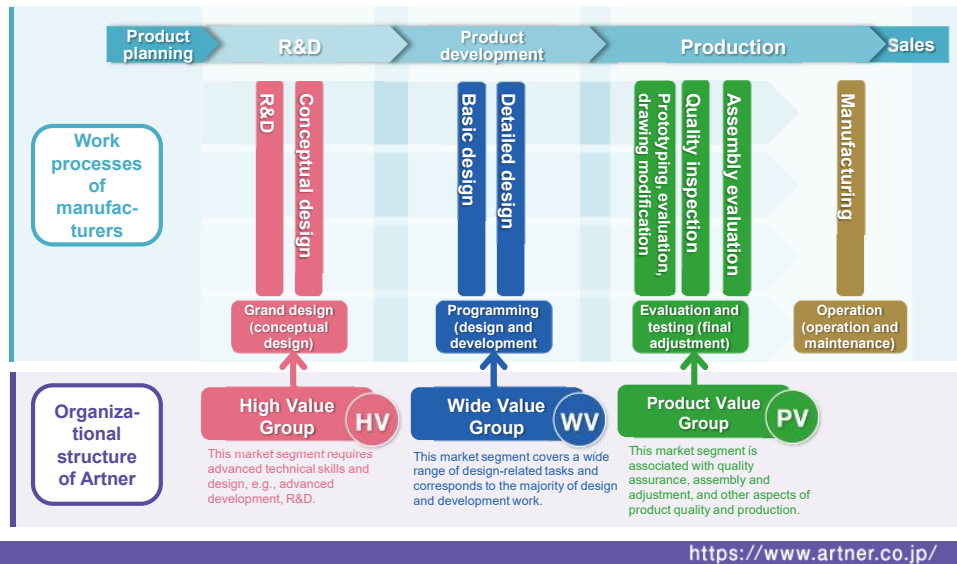 Product
planning
R&D
Product
development
Production
Sales
Work
processes
of
manufac-
turers
R&D
Conceptual design
Basic design
Detailed design
Prototyping, evaluation,
drawing modification
Quality inspection
Assembly evaluation
Manufacturing
Grand design
(conceptual
design)
Programming
(design and
development
Evaluation and
testing (final
adjustment)
Operation
(operation and
maintenance)
Organiza-
tional
structure
of Artner
High Value
Group
HV
This market segment requires
advanced technical skills and
design, e.g., advanced
development, R&D.
Wide Value
Group
WV
This market segment covers a wide
range of design-related tasks and
corresponds to the majority of design
and development work.
Product Value
Group
PV
This market segment is
associated with quality
assurance, assembly and
adjustment, and other aspects of
product quality and production.
https://www.artner.co.jp/